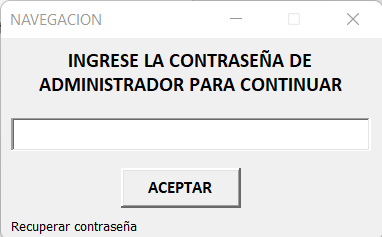 NAVEGACION
INGRESE LA CONTRASEÑA DE
ADMINISTRADOR PARA CONTINUAR
ACEPTAR
Recuperar contraseña